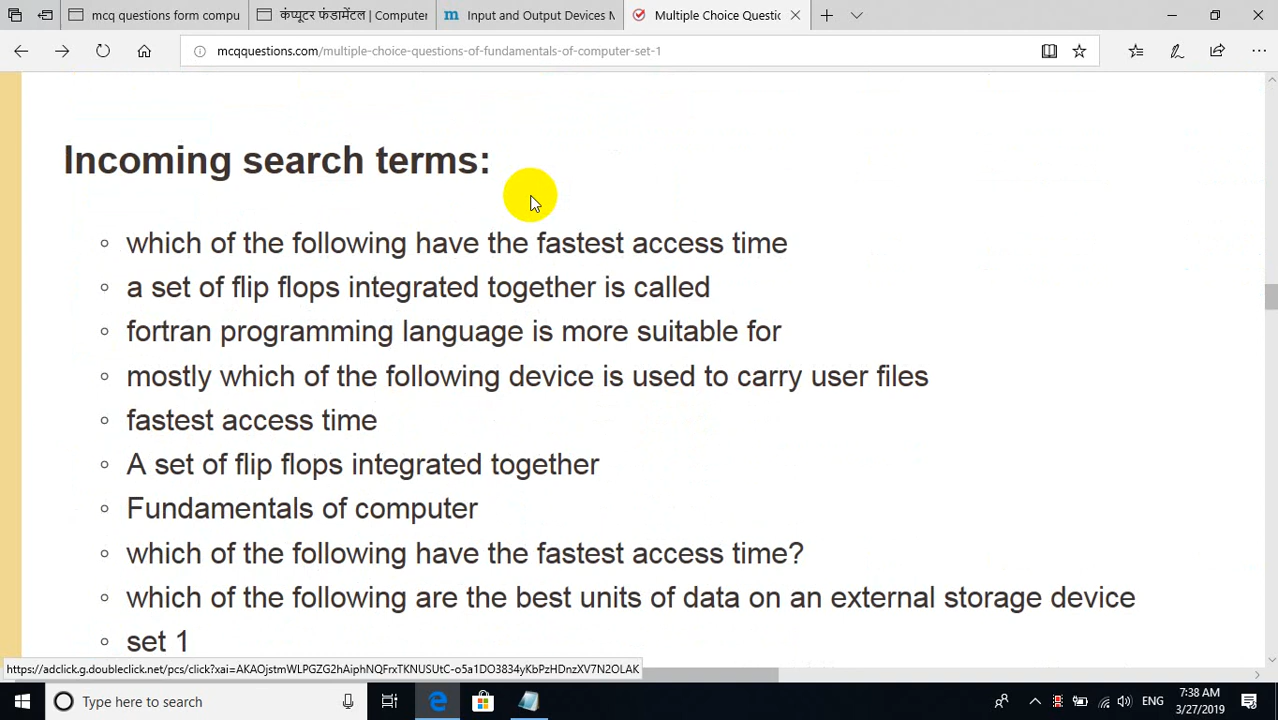 mcq questions form compu
कंप्यूटर फंडामेंटल | Computer
Input and Output Devices M
Multiple Choice Questic
mcqquestions.com/multiple-choice-questions-of-fundamentals-of-computer-set-1
Incoming search terms:
which of the following have the fastest access time
a set of flip flops integrated together is called
fortran programming language is more suitable for
mostly which of the following device is used to carry user files
fastest access time
A set of flip flops integrated together
Fundamentals of computer
which of the following have the fastest access time?
which of the following are the best units of data on an external storage device
set 1
https://adclick.g.doubleclick.net/pcs/click?xai=AKAOjstmWLPGZG2hAiphNQFrxTKNUSUtC-o5a1DO3834yKbPzHDnzXV7N2OLAK
Type here to search
ENG
7:38 AM
3/27/2019